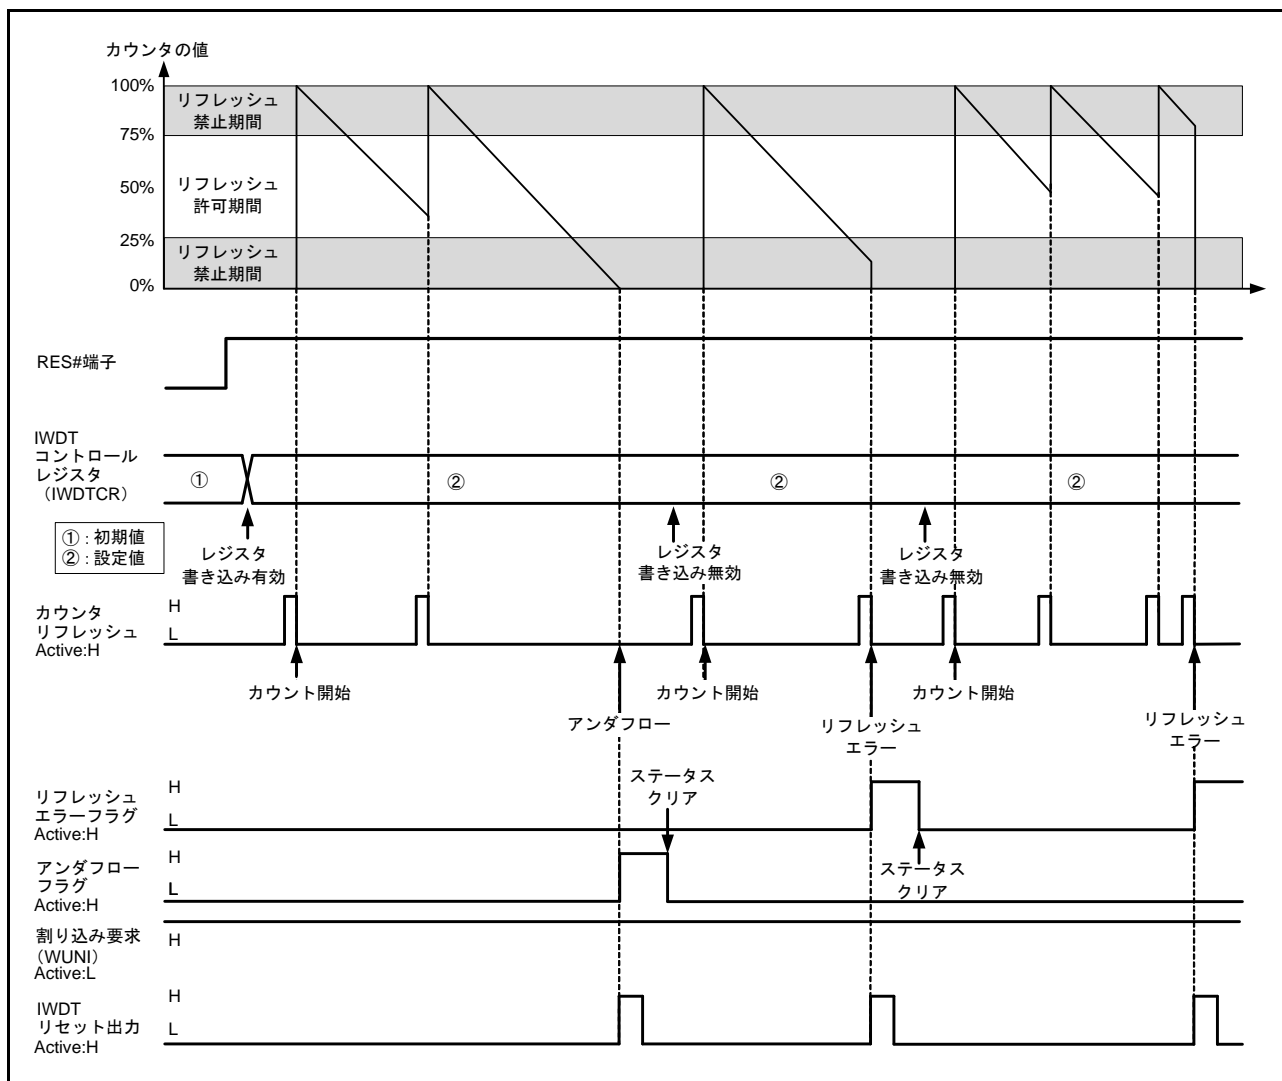 カウンタの値
100%
リフレッシュ
禁止期間
75%
50%
リフレッシュ
許可期間
25%
リフレッシュ
禁止期間
0%
RES#端子
IWDT
コントロール
レジスタ
(IWDTCR)
①
②
②
②
①：初期値
②：設定値
レジスタ
書き込み有効
レジスタ
書き込み無効
レジスタ
書き込み無効
カウンタ
リフレッシュ
Active:H
H
L
カウント開始
カウント開始
カウント開始
アンダフロー
リフレッシュ
エラー
リフレッシュ
エラー
リフレッシュ
エラーフラグ
Active:H
H
L
ステータス
クリア
アンダフロー
フラグ
Active:H
H
L
ステータス
クリア
割り込み要求
(WUNI)
Active:L
H
IWDT
リセット出力
Active:H
H
L